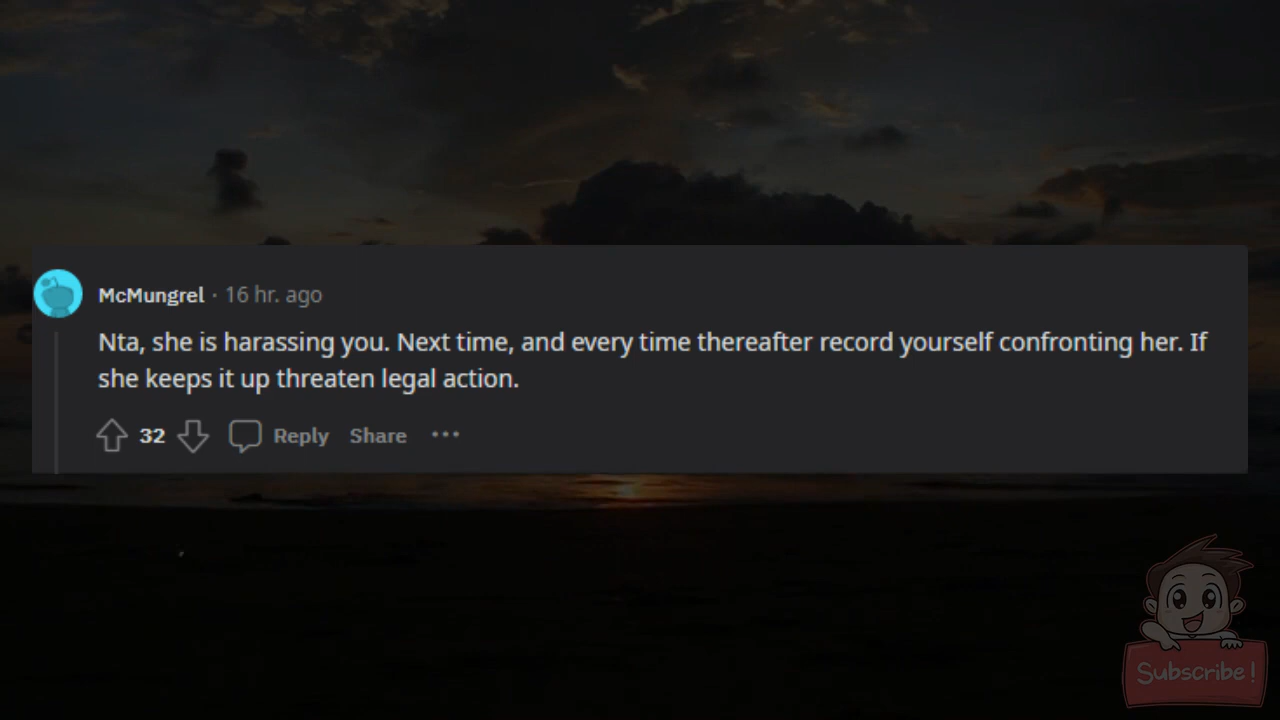 McMungrel · 16 hr. ago
Nta, she is harassing you. Next time, and every time thereafter record yourself confronting her. If
she keeps it up threaten legal action.
32 Reply Share ···
Subscribe!